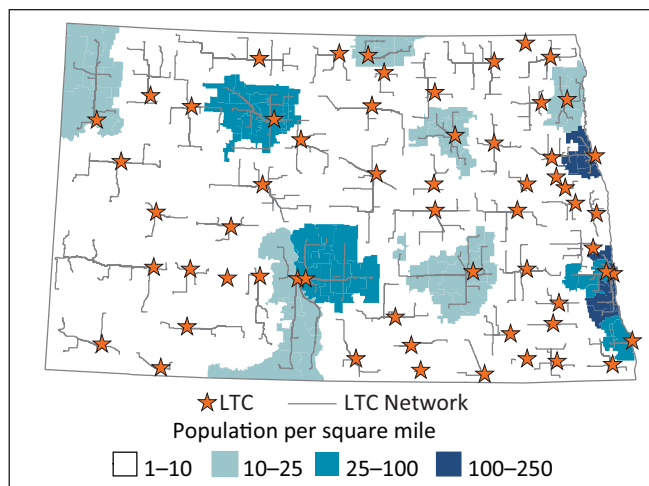 LTC LTC Network
Population per square mile
1–10 10–25 25–100 100–250